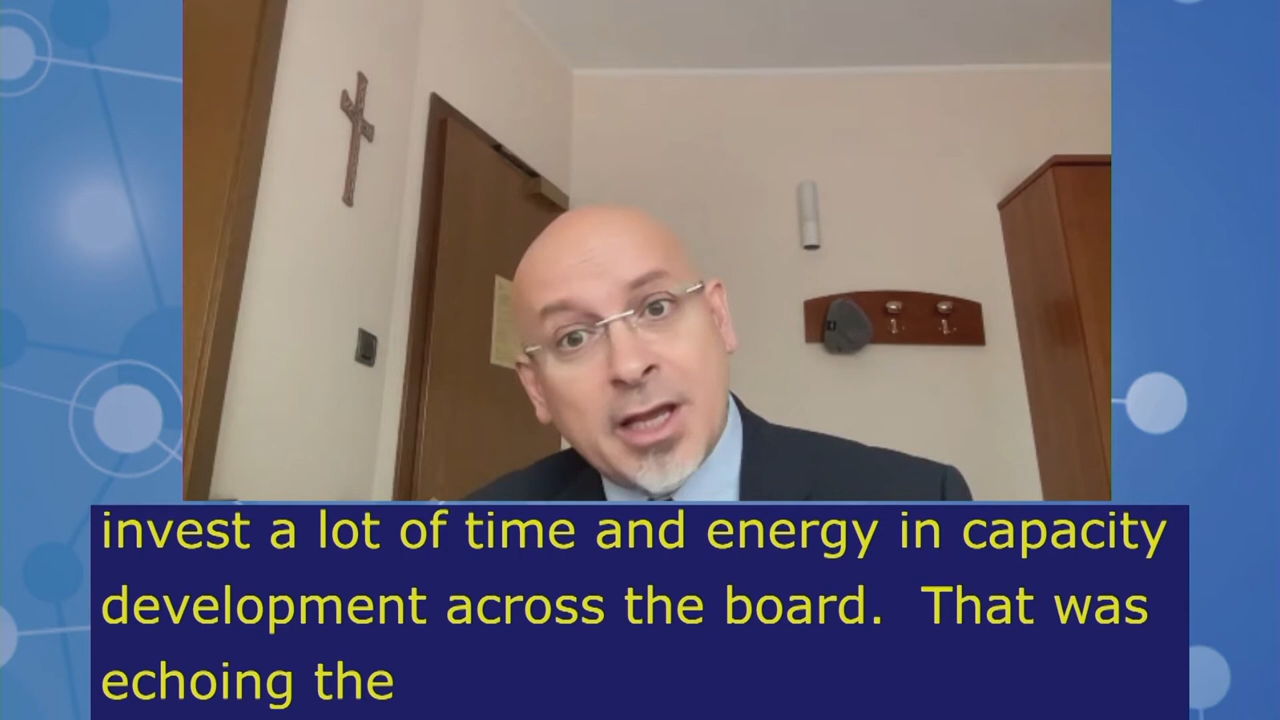 invest a lot of time and energy in capacity
development across the board.  That was
echoing the